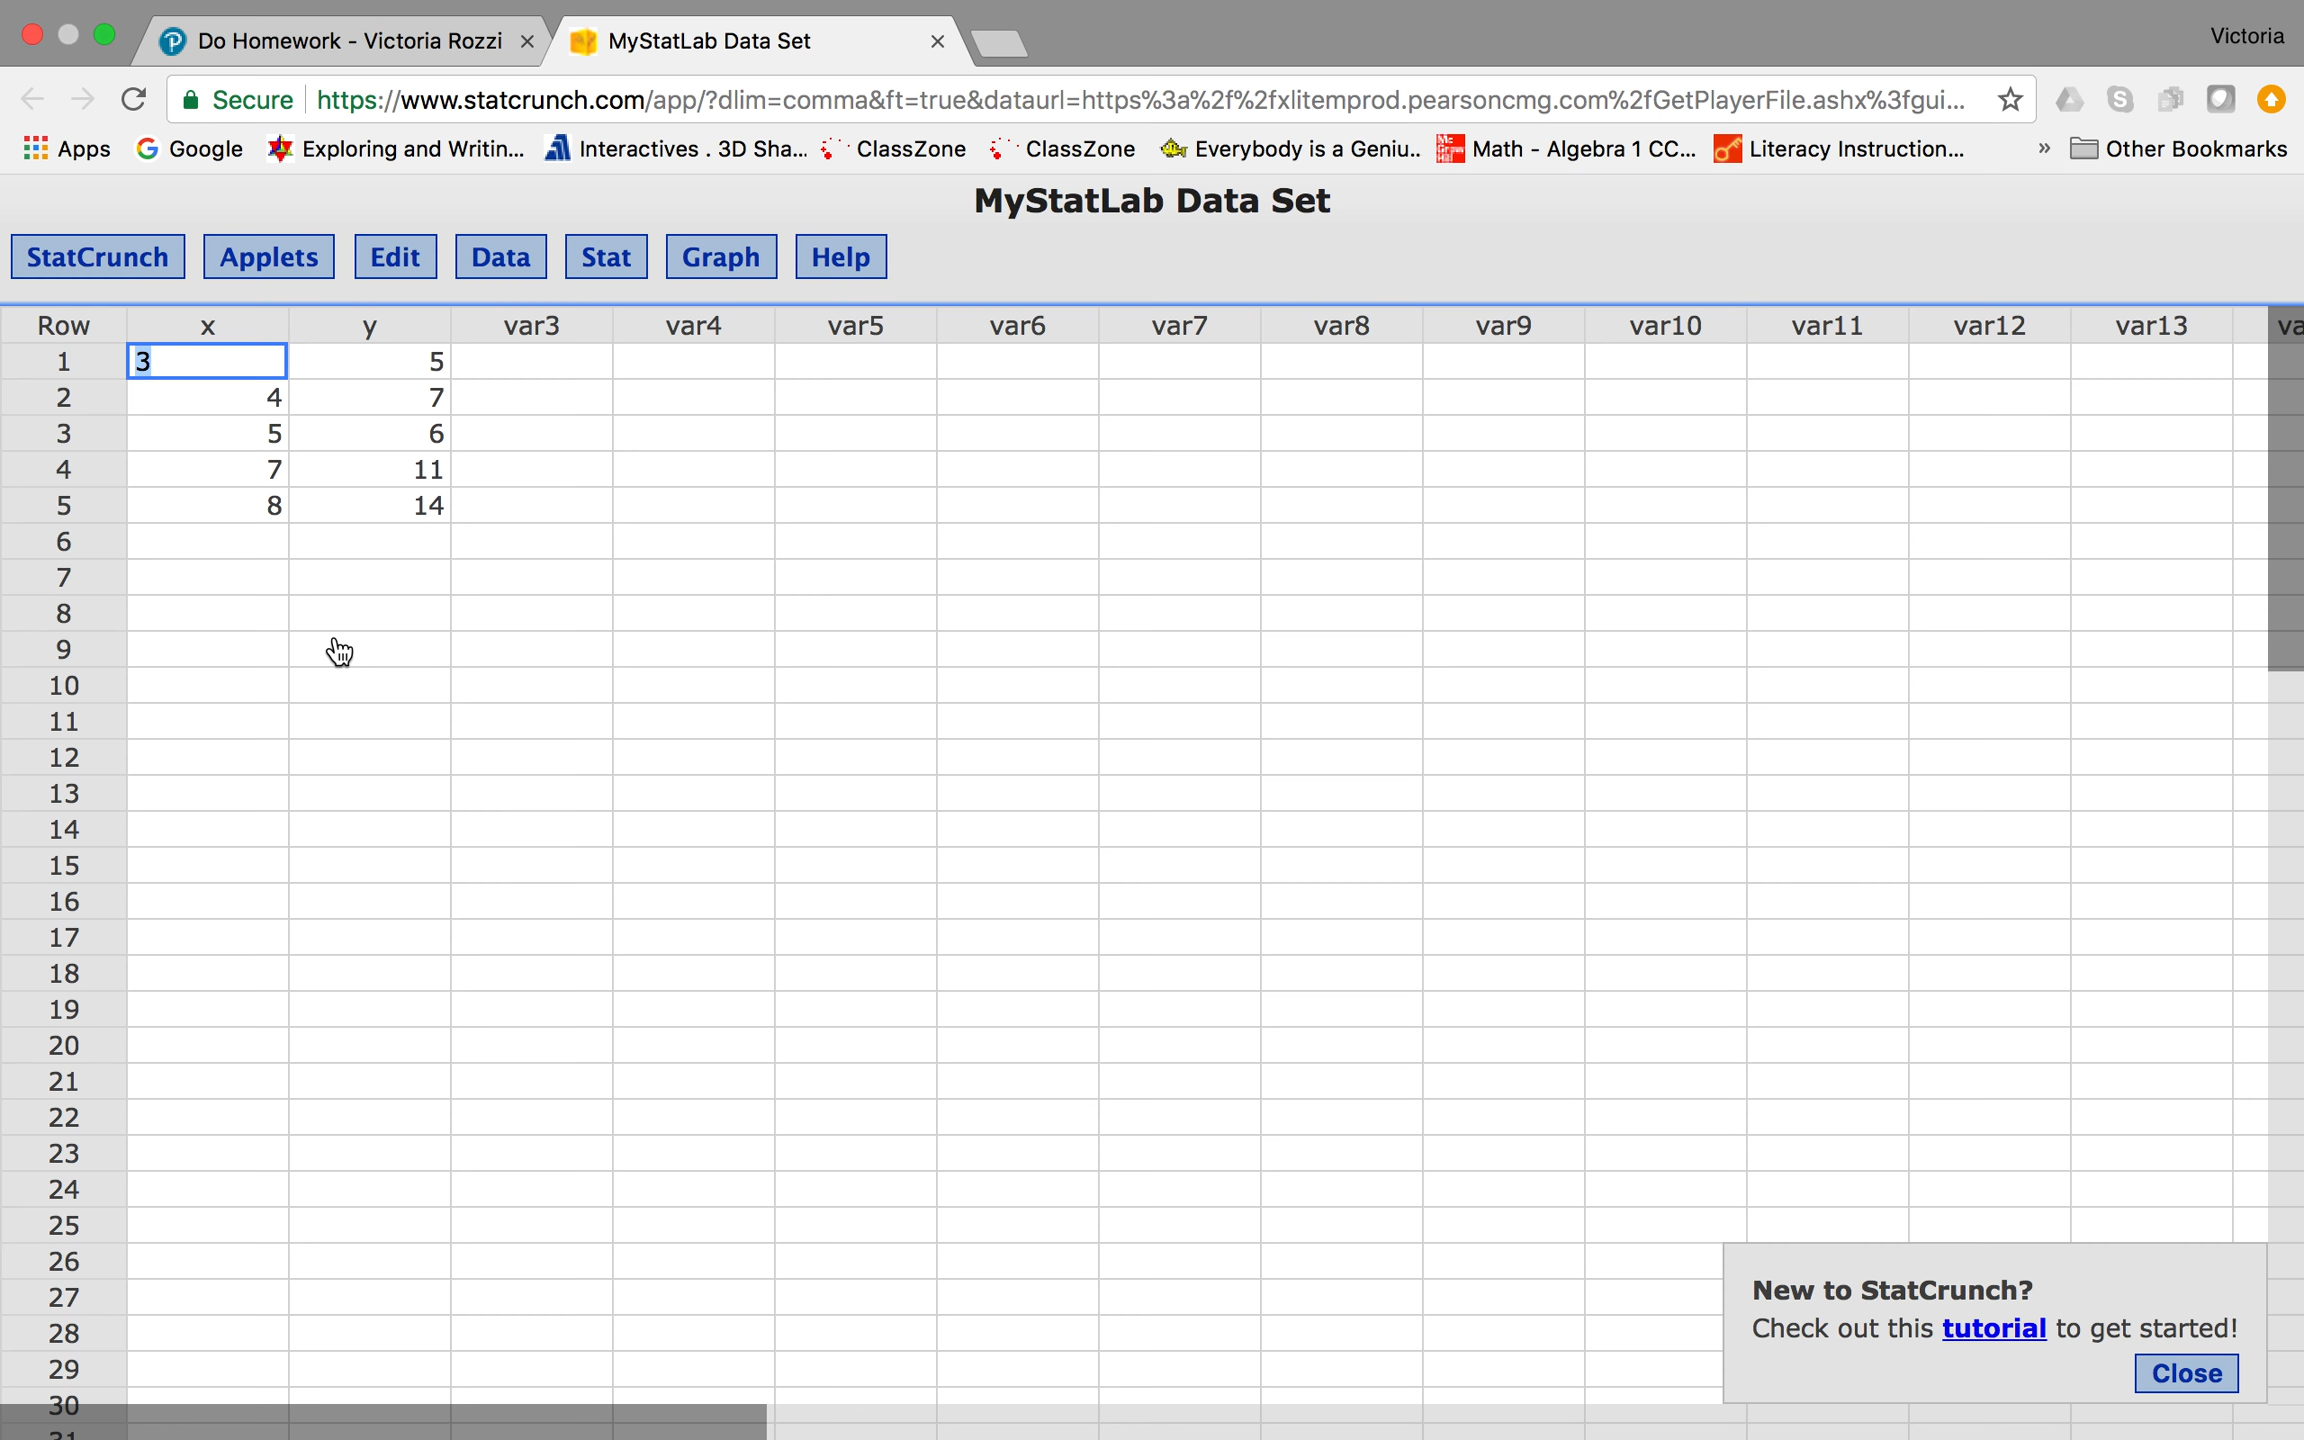 Do Homework - Victoria Rozzi
MyStatLab Data Set
Victoria
Secure https://www.statcrunch.com/app/?dlim=comma&ft=true&dataurl=https%3a%2f%2fxlitemprod.pearsoncmg.com%2fGetPlayerFile.ashx%3fgui...
Apps Google Exploring and Writin... Interactives . 3D Sha... ClassZone ClassZone Everybody is a Geniu... Math - Algebra 1 CC... Literacy Instruction... » Other Bookmarks
MyStatLab Data Set
StatCrunch Applets Edit Data Stat Graph Help
Row x y var3 var4 var5 var6 var7 var8 var9 var10 var11 var12 var13 va
1 3 5
2 4 7
3 5 6
4 7 11
5 8 14
6
7
8
9
10
11
12
13
14
15
16
17
18
19
20
21
22
23
24
25
26
27
28
29
30
31
New to StatCrunch?
Check out this tutorial to get started!
Close